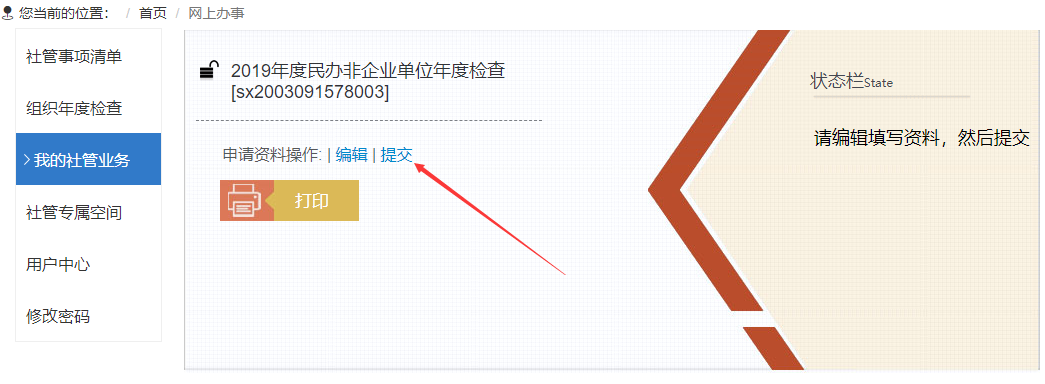 您当前的位置： / 首页 / 网上办事
社管事项清单
组织年度检查
> 我的社管业务
社管专属空间
用户中心
修改密码
2019年度民办非企业单位年度检查
[sx2003091578003]
申请资料操作: | 编辑 | 提交
打印
状态栏State
请编辑填写资料，然后提交